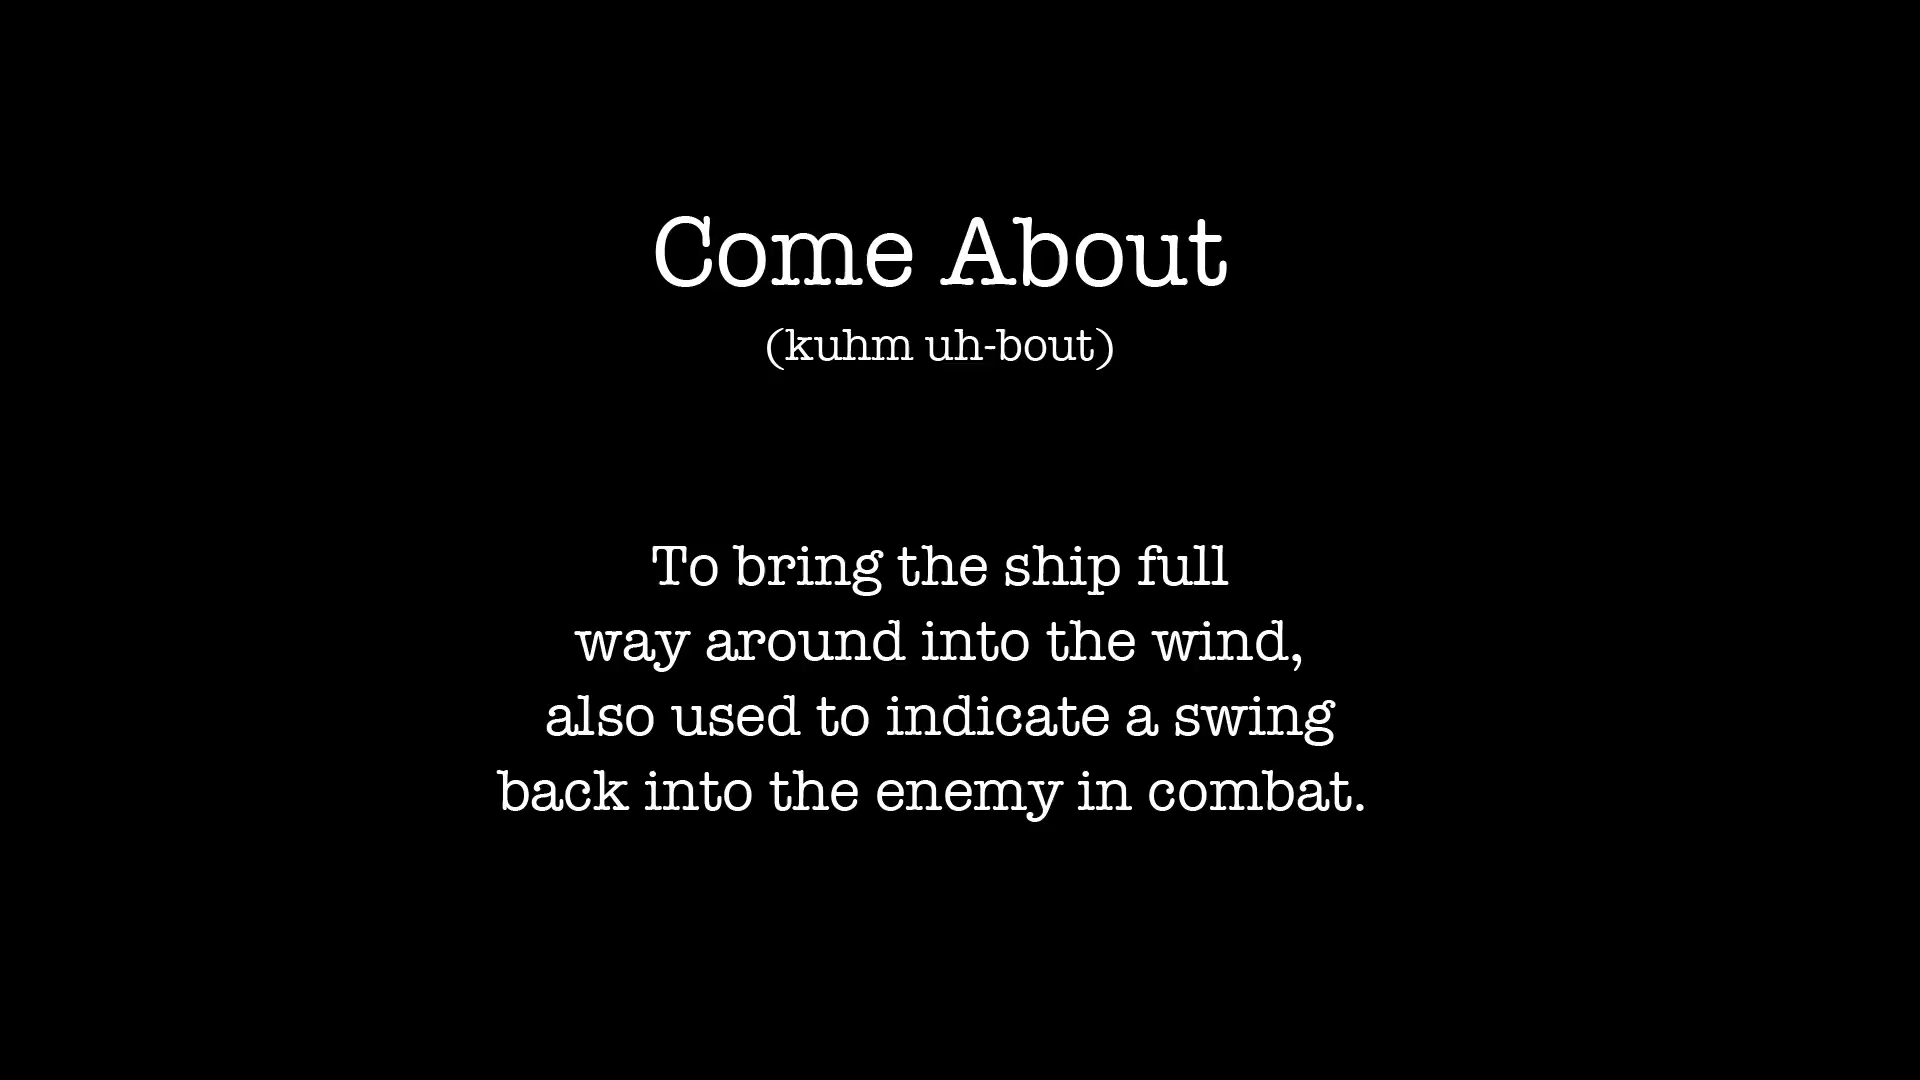 Come About
(kuhm uh-bout)
To bring the ship full
way around into the wind,
also used to indicate a swing
back into the enemy in combat.